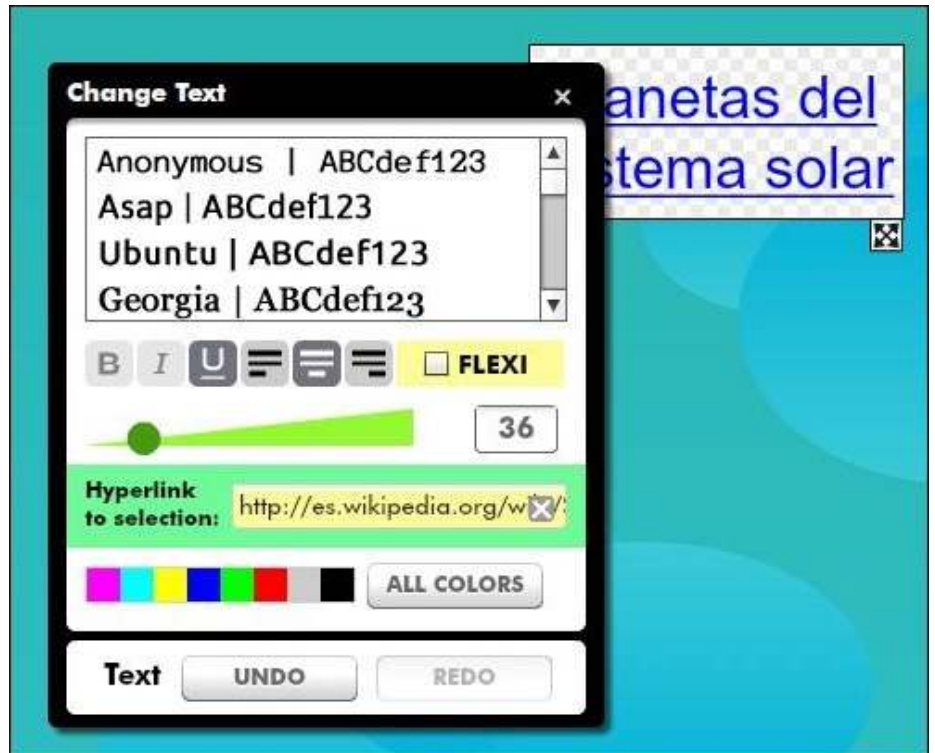 Change Text
Anonymous | ABCdef123
Asap | ABCdef123
Ubuntu | ABCdef123
Georgia | ABCdef123
B I U
FLEXI
36
Hyperlink
to selection:
http://es.wikipedia.org/
ALL COLORS
Text UNDO REDO
anetas del
stema solar